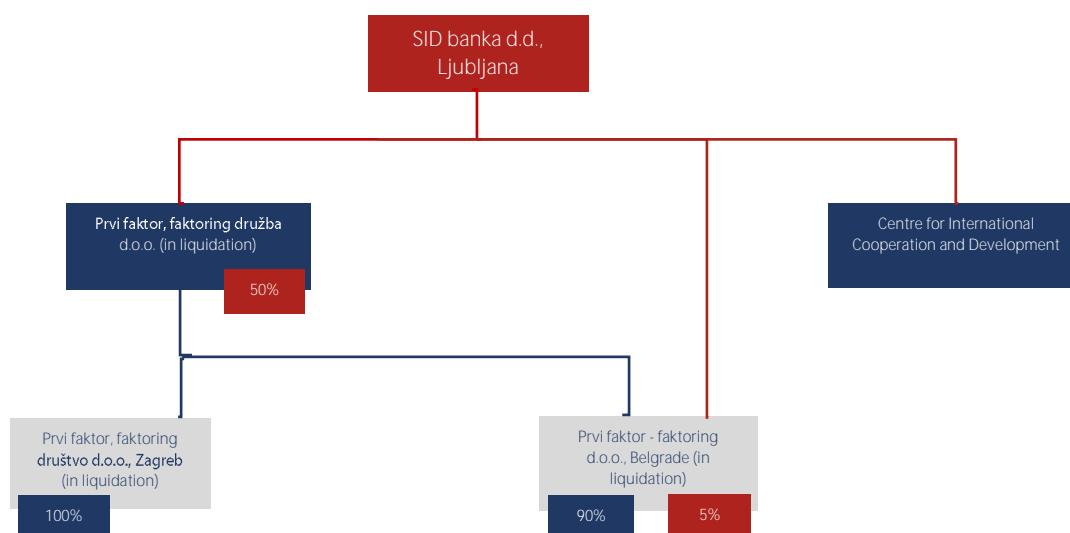 SID banka d.d.,
Ljubljana
Prvi faktor, faktoring družba
d.o.o. (in liquidation)
50%
Centre for International
Cooperation and Development
Prvi faktor, faktoring
društvo d.o.o., Zagreb
(in liquidation)
100%
Prvi faktor - faktoring
d.o.o., Belgrade (in
liquidation)
90%
5%